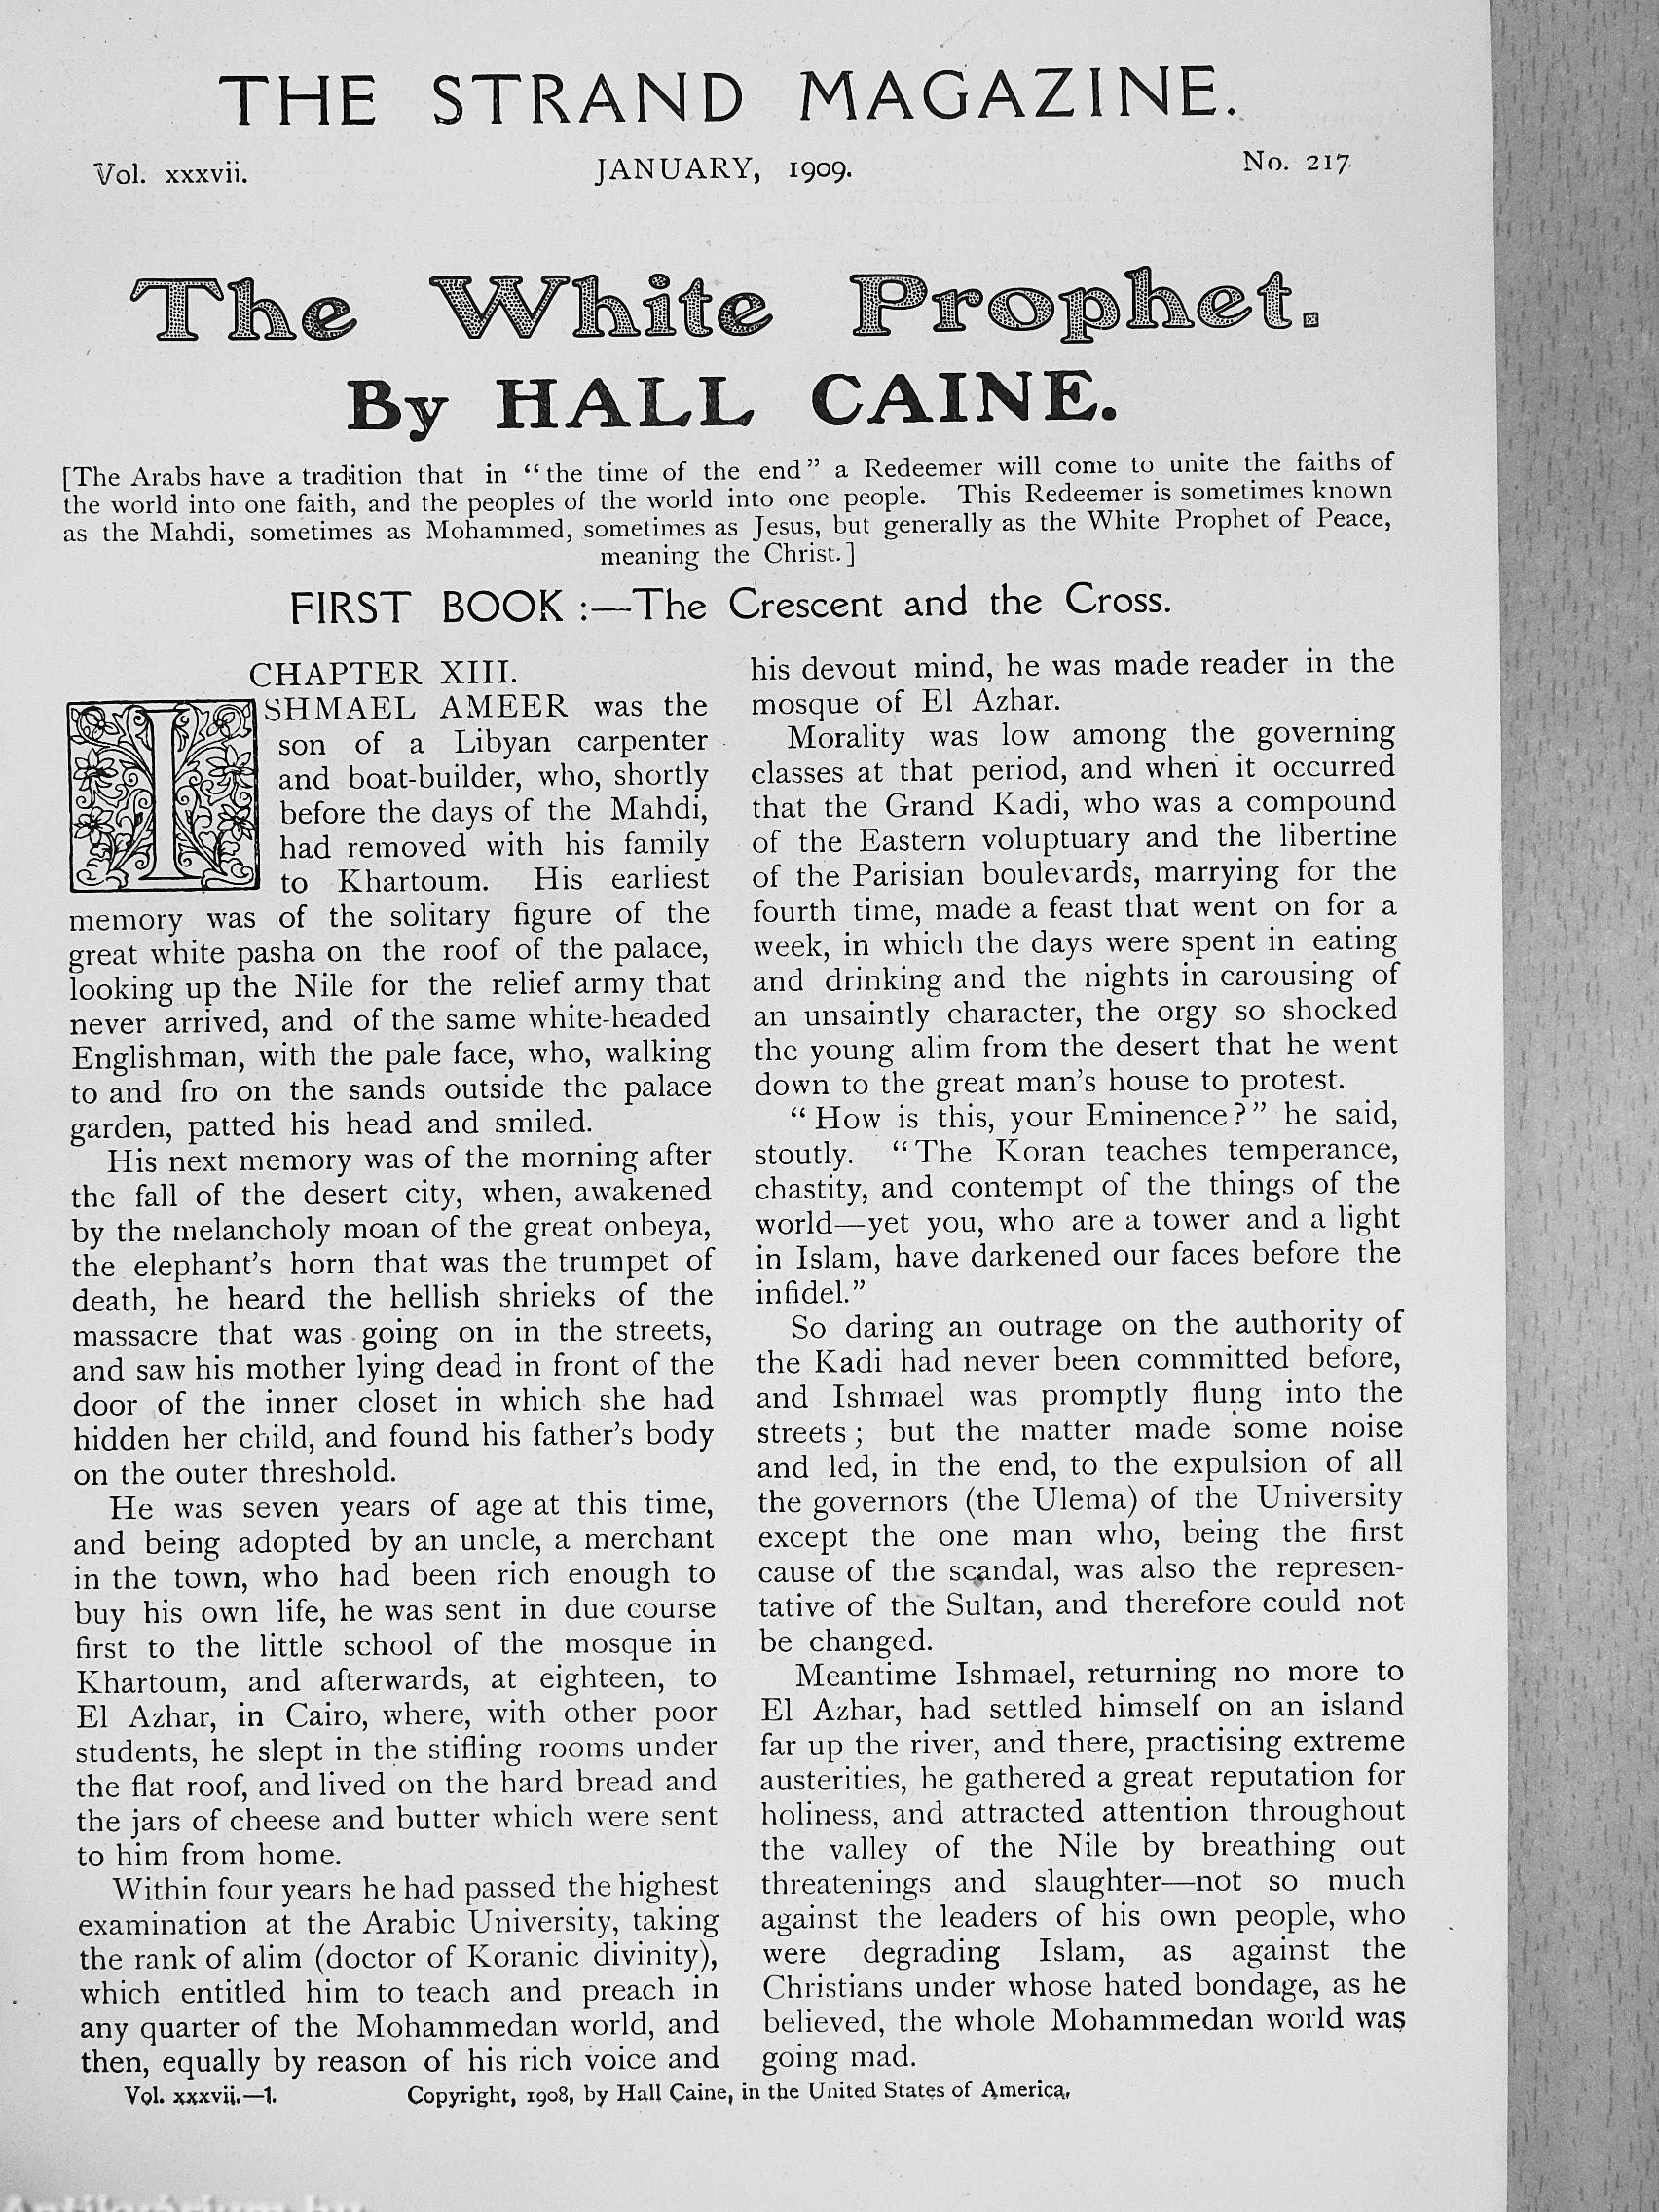 THE STRAND MAGAZINE.
Vol. xxxvii. JANUARY, 1909. No. 217
The White Prophet.
By HALL CAINE.
[The Arabs have a tradition that in “the time of the end” a Redeemer will come to unite the faiths of
the world into one faith, and the peoples of the world into one people. This Redeemer is sometimes known
as the Mahdi, sometimes as Mohammed, sometimes as Jesus, but generally as the White Prophet of Peace,
meaning the Christ.]
FIRST BOOK :—The Crescent and the Cross.
CHAPTER XIII.
ISHMAEL AMEER was the
son of a Libyan carpenter
and boat-builder, who, shortly
before the days of the Mahdi,
had removed with his family
to Khartoum. His earliest
memory was of the solitary figure of the
great white pasha on the roof of the palace,
looking up the Nile for the relief army that
never arrived, and of the same white-headed
Englishman, with the pale face, who, walking
to and fro on the sands outside the palace
garden, patted his head and smiled.
His next memory was of the morning after
the fall of the desert city, when, awakened
by the melancholy moan of the great onbeya,
the elephant’s horn that was the trumpet of
death, he heard the hellish shrieks of the
massacre that was going on in the streets,
and saw his mother lying dead in front of the
door of the inner closet in which she had
hidden her child, and found his father’s body
on the outer threshold.
He was seven years of age at this time,
and being adopted by an uncle, a merchant
in the town, who had been rich enough to
buy his own life, he was sent in due course
first to the little school of the mosque in
Khartoum, and afterwards, at eighteen, to
El Azhar, in Cairo, where, with other poor
students, he slept in the stifling rooms under
the flat roof, and lived on the hard bread and
the jars of cheese and butter which were sent
to him from home.
Within four years he had passed the highest
examination at the Arabic University, taking
the rank of alim (doctor of Koranic divinity),
which entitled him to teach and preach in
any quarter of the Mohammedan world, and
then, equally by reason of his rich voice and
his devout mind, he was made reader in the
mosque of El Azhar.
Morality was low among the governing
classes at that period, and when it occurred
that the Grand Kadi, who was a compound
of the Eastern voluptuary and the libertine
of the Parisian boulevards, marrying for the
fourth time, made a feast that went on for a
week, in which the days were spent in eating
and drinking and the nights in carousing of
an unsaintly character, the orgy so shocked
the young alim from the desert that he went
down to the great man’s house to protest.
“How is this, your Eminence?” he said,
stoutly. “The Koran teaches temperance,
chastity, and contempt of the things of the
world—yet you, who are a tower and a light
in Islam, have darkened our faces before the
infidel.”
So daring an outrage on the authority of
the Kadi had never been committed before,
and Ishmael was promptly flung into the
streets; but the matter made some noise
and led, in the end, to the expulsion of all
the governors (the Ulema) of the University
except the one man who, being the first
cause of the scandal, was also the represen-
tative of the Sultan, and therefore could not
be changed.
Meantime Ishmael, returning no more to
El Azhar, had settled himself on an island
far up the river, and there, practising extreme
austerities, he gathered a great reputation for
holiness, and attracted attention throughout
the valley of the Nile by breathing out
threatenings and slaughter—not so much
against the leaders of his own people, who
were degrading Islam, as against the
Christians under whose hated bondage, as he
believed, the whole Mohammedan world was
going mad.
Vol. xxxvii.—1. Copyright, 1908, by Hall Caine, in the United States of America,